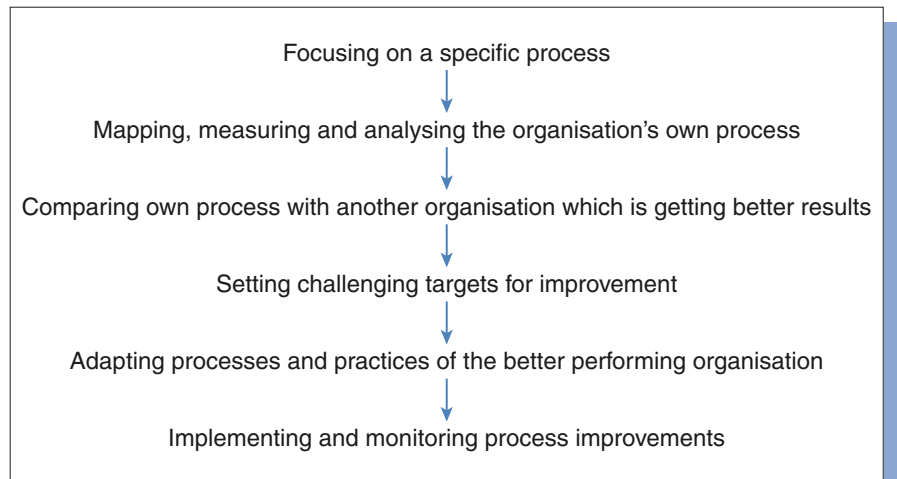 Focusing on a specific process
Mapping, measuring and analysing the organisation’s own process
Comparing own process with another organisation which is getting better results
Setting challenging targets for improvement
Adapting processes and practices of the better performing organisation
Implementing and monitoring process improvements